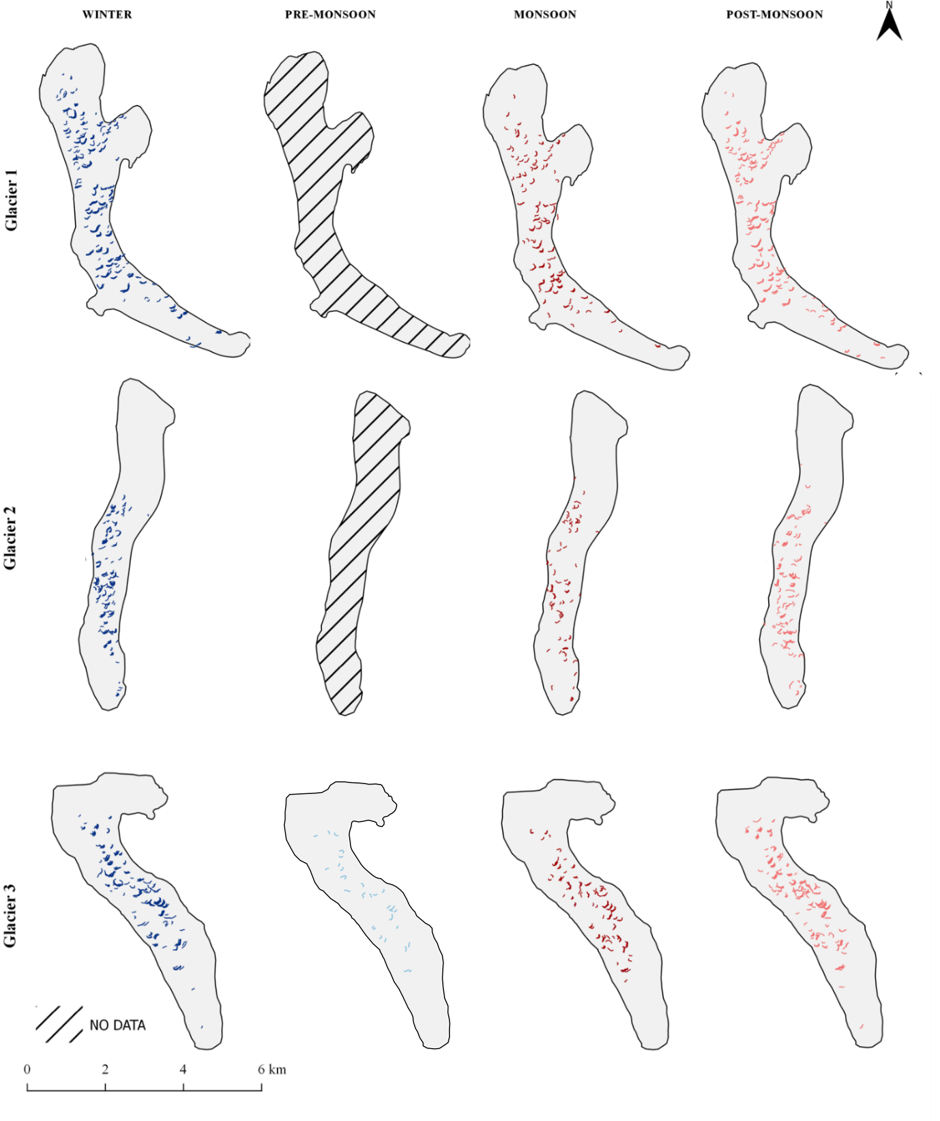 WINTER
PRE-MONSOON
MONSOON
POST-MONSOON
N
Glacier 1
Glacier 2
Glacier 3
NO DATA
0 2 4 6 km